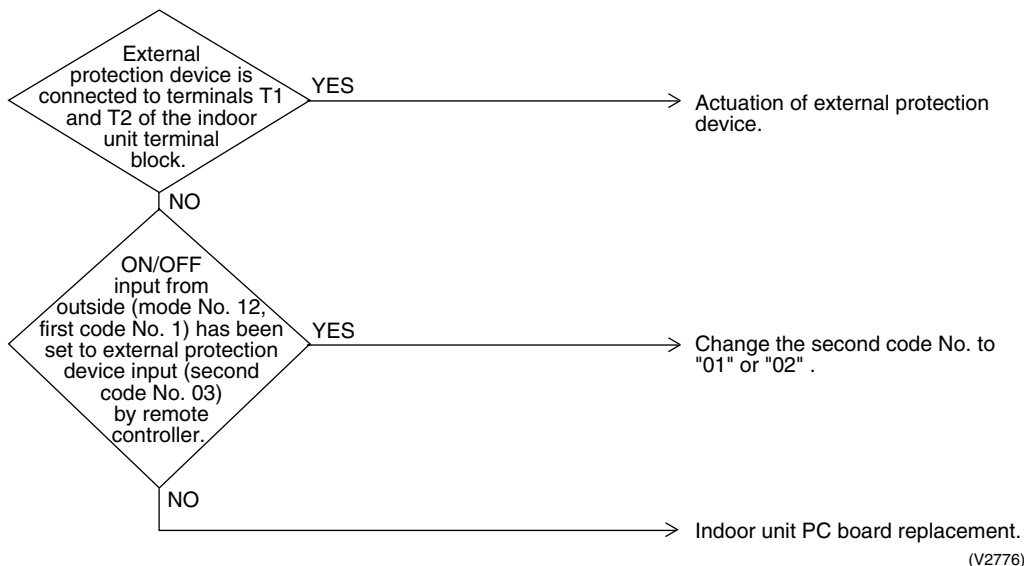 External
protection device is
connected to terminals T1
and T2 of the indoor
unit terminal
block.
YES
Actuation of external protection
device.
NO
ON/OFF
input from
outside (mode No. 12,
first code No. 1) has been
set to external protection
device input (second
code No. 03)
by remote
controller.
YES
Change the second code No. to
"01" or "02" .
NO
Indoor unit PC board replacement.
(V2776)